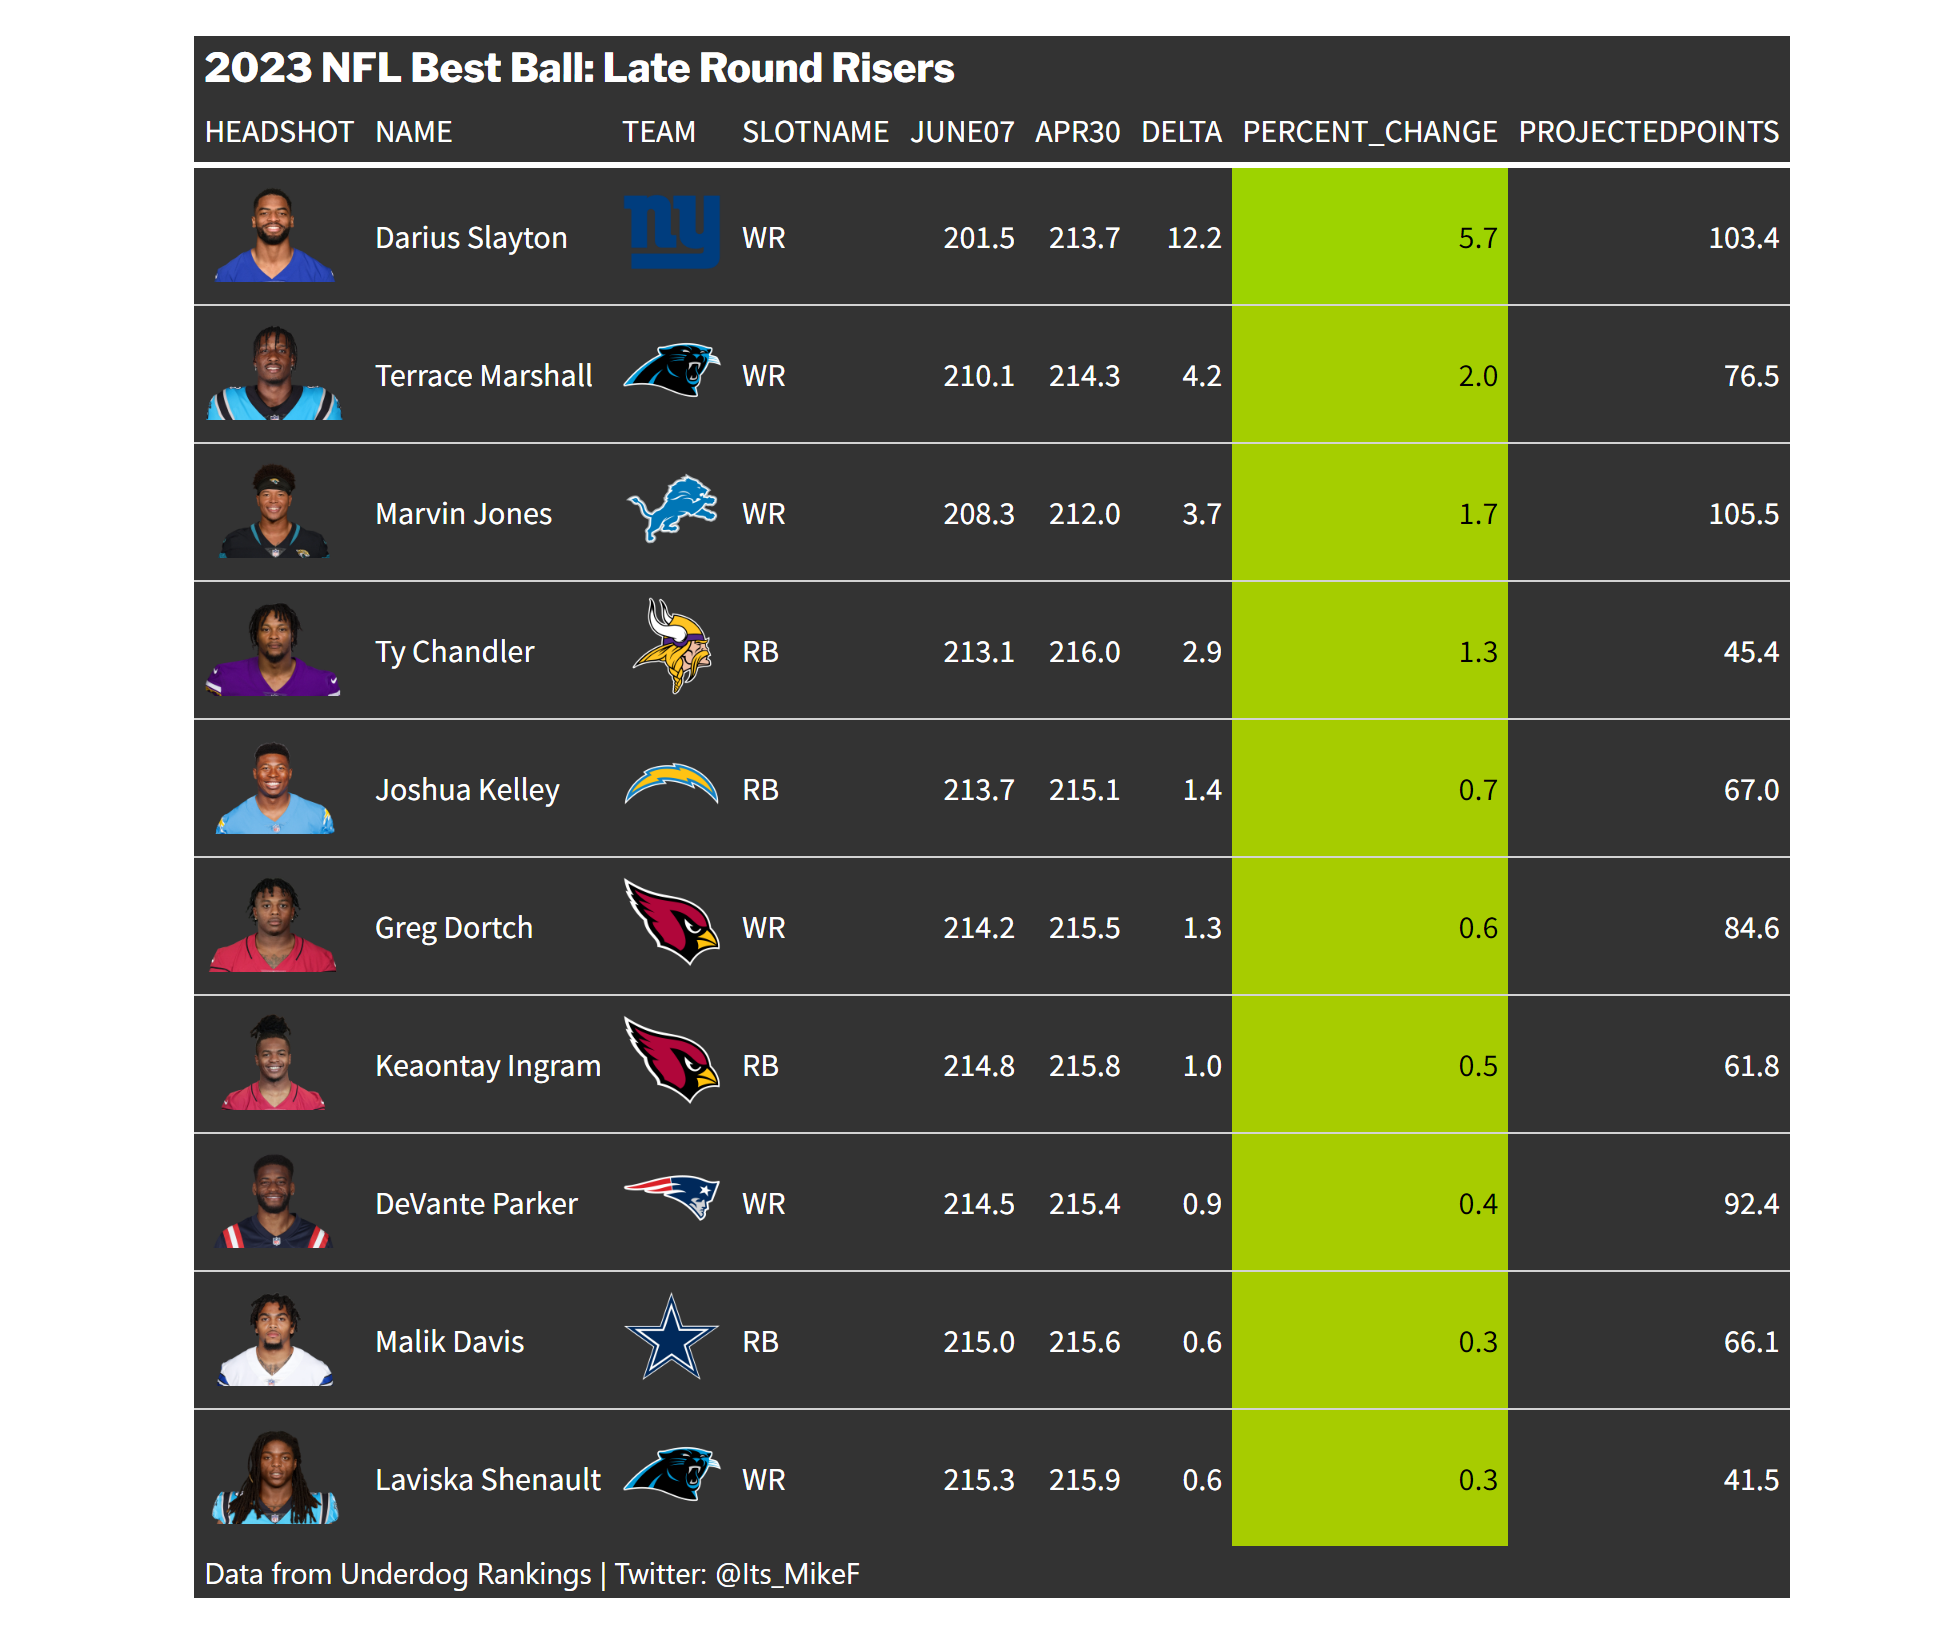 2023 NFL Best Ball: Late Round Risers
HEADSHOT NAME TEAM SLOTNAME JUNE07 APR30 DELTA PERCENT_CHANGE PROJECTEDPOINTS
Darius Slayton ny WR 201.5 213.7 12.2 5.7 103.4
Terrace Marshall WR 210.1 214.3 4.2 2.0 76.5
Marvin Jones WR 208.3 212.0 3.7 1.7 105.5
Ty Chandler RB 213.1 216.0 2.9 1.3 45.4
Joshua Kelley RB 213.7 215.1 1.4 0.7 67.0
Greg Dortch WR 214.2 215.5 1.3 0.6 84.6
Keaontay Ingram RB 214.8 215.8 1.0 0.5 61.8
DeVante Parker WR 214.5 215.4 0.9 0.4 92.4
Malik Davis RB 215.0 215.6 0.6 0.3 66.1
Laviska Shenault WR 215.3 215.9 0.6 0.3 41.5
Data from Underdog Rankings | Twitter: @Its_MikeF